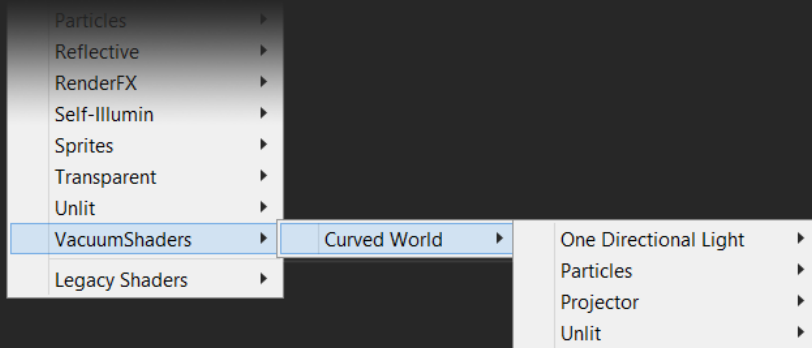 Particles
Reflective
RenderFX
Self-Illumin
Sprites
Transparent
Unlit
VacuumShaders
Legacy Shaders
Curved World
One Directional Light
Particles
Projector
Unlit